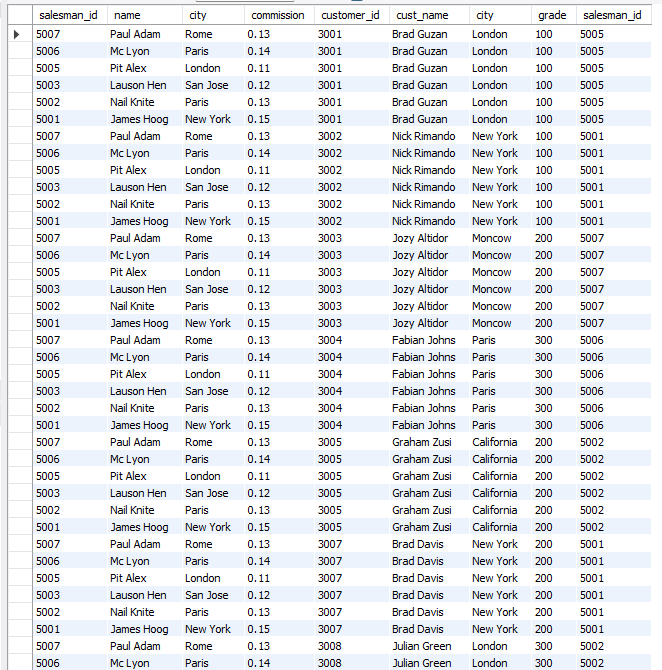 salesman_id name city commission customer_id cust_name city grade salesman_id
5007 Paul Adam Rome 0.13 3001 Brad Guzan London 100 5005
5006 Mc Lyon Paris 0.14 3001 Brad Guzan London 100 5005
5005 Pit Alex London 0.11 3001 Brad Guzan London 100 5005
5003 Lauson Hen San Jose 0.12 3001 Brad Guzan London 100 5005
5002 Nail Knite Paris 0.13 3001 Brad Guzan London 100 5005
5001 James Hoog New York 0.15 3001 Brad Guzan London 100 5005
5007 Paul Adam Rome 0.13 3002 Nick Rimando New York 100 5001
5006 Mc Lyon Paris 0.14 3002 Nick Rimando New York 100 5001
5005 Pit Alex London 0.11 3002 Nick Rimando New York 100 5001
5003 Lauson Hen San Jose 0.12 3002 Nick Rimando New York 100 5001
5002 Nail Knite Paris 0.13 3002 Nick Rimando New York 100 5001
5001 James Hoog New York 0.15 3002 Nick Rimando New York 100 5001
5007 Paul Adam Rome 0.13 3003 Jozy Altidor Moncow 200 5007
5006 Mc Lyon Paris 0.14 3003 Jozy Altidor Moncow 200 5007
5005 Pit Alex London 0.11 3003 Jozy Altidor Moncow 200 5007
5003 Lauson Hen San Jose 0.12 3003 Jozy Altidor Moncow 200 5007
5002 Nail Knite Paris 0.13 3003 Jozy Altidor Moncow 200 5007
5001 James Hoog New York 0.15 3003 Jozy Altidor Moncow 200 5007
5007 Paul Adam Rome 0.13 3004 Fabian Johns Paris 300 5006
5006 Mc Lyon Paris 0.14 3004 Fabian Johns Paris 300 5006
5005 Pit Alex London 0.11 3004 Fabian Johns Paris 300 5006
5003 Lauson Hen San Jose 0.12 3004 Fabian Johns Paris 300 5006
5002 Nail Knite Paris 0.13 3004 Fabian Johns Paris 300 5006
5001 James Hoog New York 0.15 3004 Fabian Johns Paris 300 5006
5007 Paul Adam Rome 0.13 3005 Graham Zusi California 200 5002
5006 Mc Lyon Paris 0.14 3005 Graham Zusi California 200 5002
5005 Pit Alex London 0.11 3005 Graham Zusi California 200 5002
5003 Lauson Hen San Jose 0.12 3005 Graham Zusi California 200 5002
5002 Nail Knite Paris 0.13 3005 Graham Zusi California 200 5002
5001 James Hoog New York 0.15 3005 Graham Zusi California 200 5002
5007 Paul Adam Rome 0.13 3007 Brad Davis New York 200 5001
5006 Mc Lyon Paris 0.14 3007 Brad Davis New York 200 5001
5005 Pit Alex London 0.11 3007 Brad Davis New York 200 5001
5003 Lauson Hen San Jose 0.12 3007 Brad Davis New York 200 5001
5002 Nail Knite Paris 0.13 3007 Brad Davis New York 200 5001
5001 James Hoog New York 0.15 3007 Brad Davis New York 200 5001
5007 Paul Adam Rome 0.13 3008 Julian Green London 300 5002
5006 Mc Lyon Paris 0.14 3008 Julian Green London 300 5002